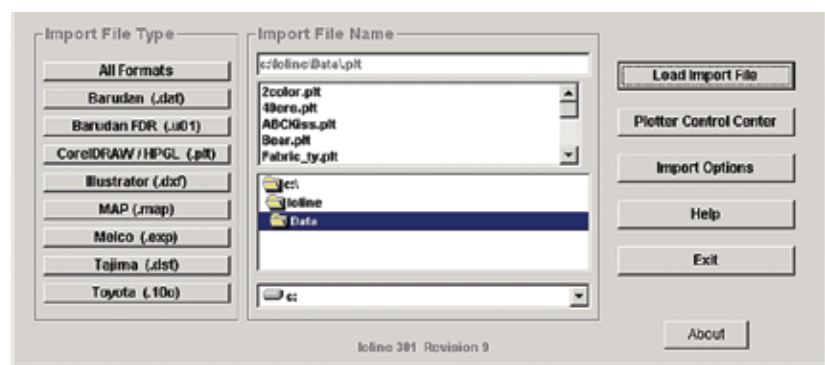 Import File Type
All Formats
Barudan (.dat)
Barudan FDR (.u01)
CorelDRAW / HPGL (.plt)
Illustrator (.dxf)
MAP (.map)
Melco (.exp)
Tajima (.dst)
Toyota (.10o)
Import File Name
c:\Ioline\Data\.plt
2color.plt
49ers.plt
ABCKiss.plt
Bear.plt
Fabric_ty.plt
c:\
Ioline
Data
c:
Ioline 301 Revision 9
Load Import File
Plotter Control Center
Import Options
Help
Exit
About